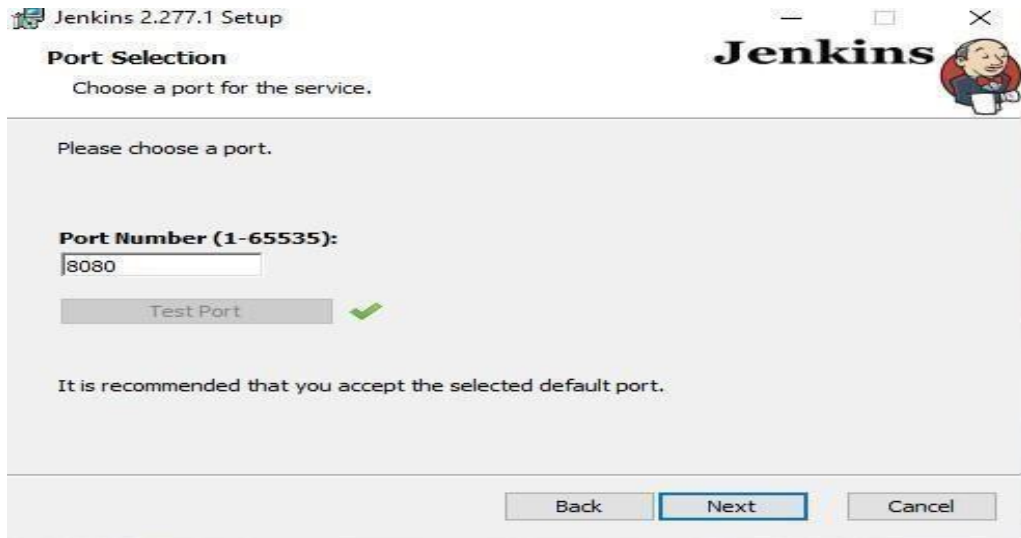 Jenkins 2.277.1 Setup
Port Selection
Jenkins
Choose a port for the service.
Please choose a port.
Port Number (1-65535):
8080
Test Port
It is recommended that you accept the selected default port.
Back Next Cancel